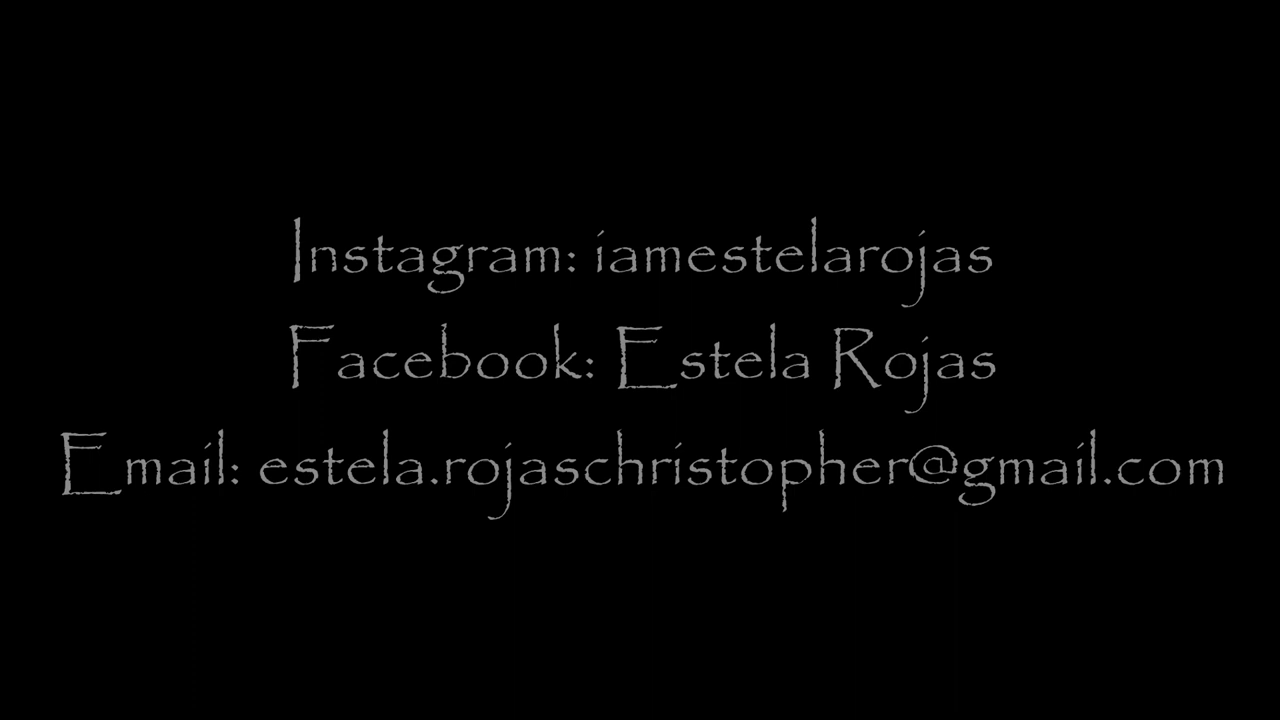 Instagram: iamestelarojas
Facebook: Estela Rojas
Email: estela.rojaschristopher@gmail.com